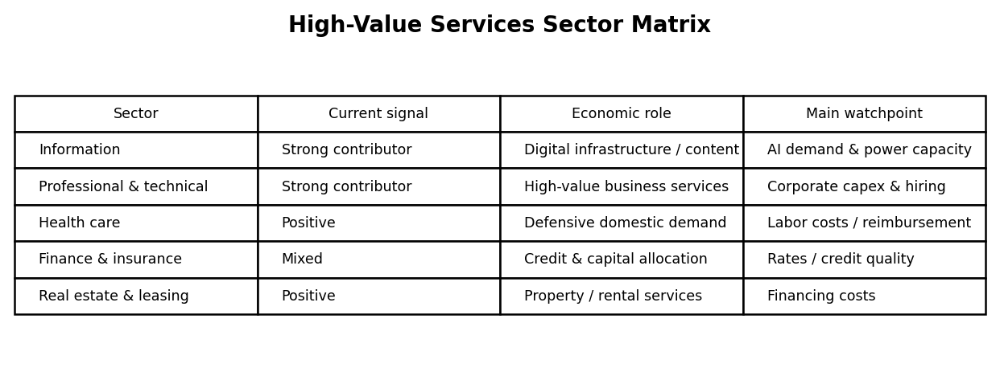 High-Value Services Sector Matrix
Sector Current signal Economic role Main watchpoint
Information Strong contributor Digital infrastructure / content AI demand & power capacity
Professional & technical Strong contributor High-value business services Corporate capex & hiring
Health care Positive Defensive domestic demand Labor costs / reimbursement
Finance & insurance Mixed Credit & capital allocation Rates / credit quality
Real estate & leasing Positive Property / rental services Financing costs